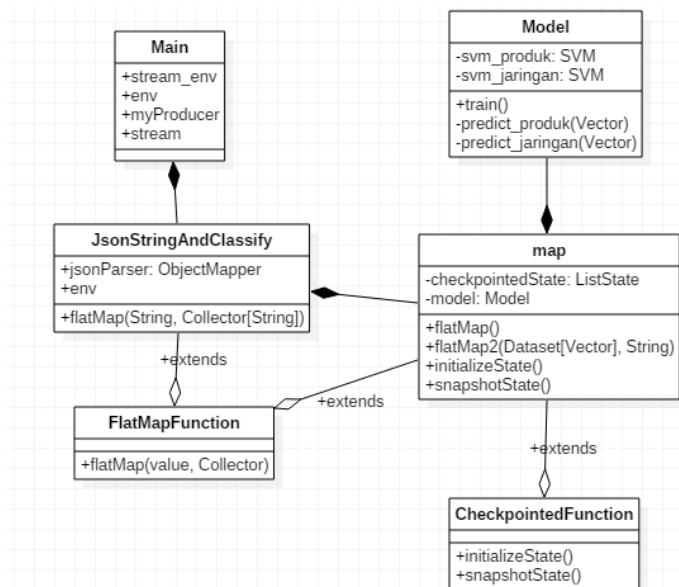 Main
+stream_env
+env
+myProducer
+stream
Model
-svm_produk: SVM
-svm_jaringan: SVM
+train()
-predict_produk(Vector)
-predict_jaringan(Vector)
JsonStringAndClassify
+jsonParser: ObjectMapper
+env
+flatMap(String, Collector[String])
map
-checkpointedState: ListState
-model: Model
+flatMap()
+flatMap2(Dataset[Vector], String)
+initializeState()
+snapshotState()
+extends
+extends
+extends
FlatMapFunction
+flatMap(value, Collector)
CheckpointedFunction
+initializeState()
+snapshotState()